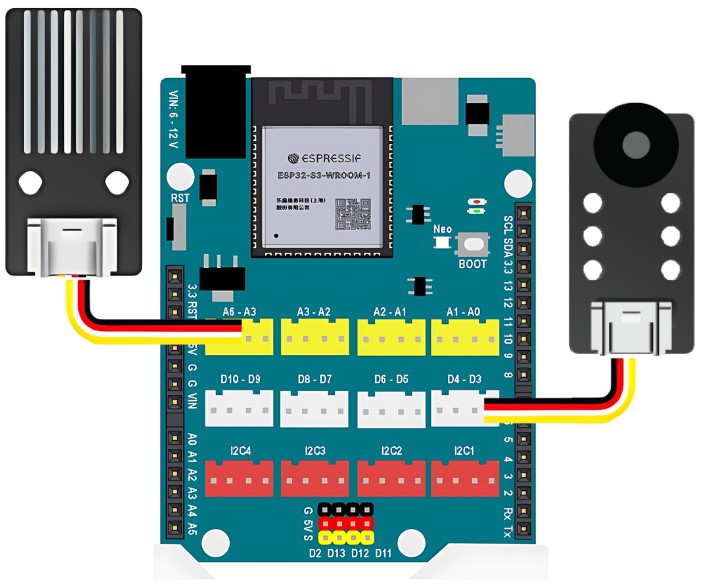 VIN: 6 - 12 V
ESPRESSIF
ESP32-S3-WROOM-1
乐鑫信息科技(上海)
股份有限公司
RST
Neo
BOOT
SCL
SDA
3.3
13
12
11
10
9
8
5
4
3
2
Rx
Tx
3.3
RST
5V
G
G
VIN
A0
A1
A2
A3
A4
A5
A6 - A3
A3 - A2
A2 - A1
A1 - A0
D10 - D9
D8 - D7
D6 - D5
D4 - D3
I2C4
I2C3
I2C2
I2C1
G
5V
S
D2 D13 D12 D11